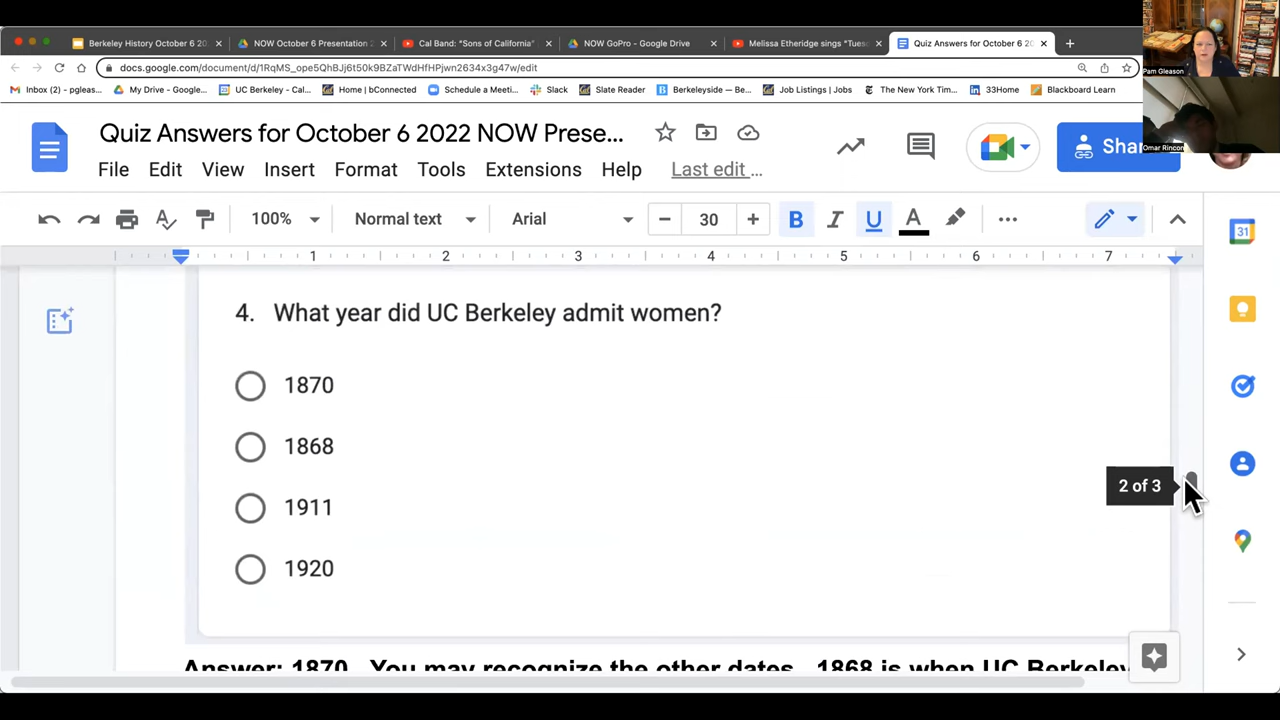 Berkeley History October 6 20
NOW October 6 Presentation 2
Cal Band: "Sons of California"
NOW GoPro - Google Drive
Melissa Etheridge sings "Tuesc
Quiz Answers for October 6 20
docs.google.com/document/d/1RqMS_ope5QhBJj6t50k9BZaTWdHfHPjwn2634x3g47w/edit
Inbox (2) - pgleas...
My Drive - Google...
UC Berkeley - Cal...
Home | bConnected
Schedule a Meeti...
Slack
Slate Reader
Berkeleyside — Be...
Job Listings | Jobs
The New York Tim...
33Home
Blackboard Learn
Pam Gleason
Omar Rincon
Quiz Answers for October 6 2022 NOW Prese...
Shar
File Edit View Insert Format Tools Extensions Help Last edit ...
100% Normal text Arial 30 B I U A
1 2 3 4 5 6 7
31
4. What year did UC Berkeley admit women?
1870
1868
1911
1920
2 of 3
Answer: 1870. You may recognize the other dates. 1868 is when UC Berkeley